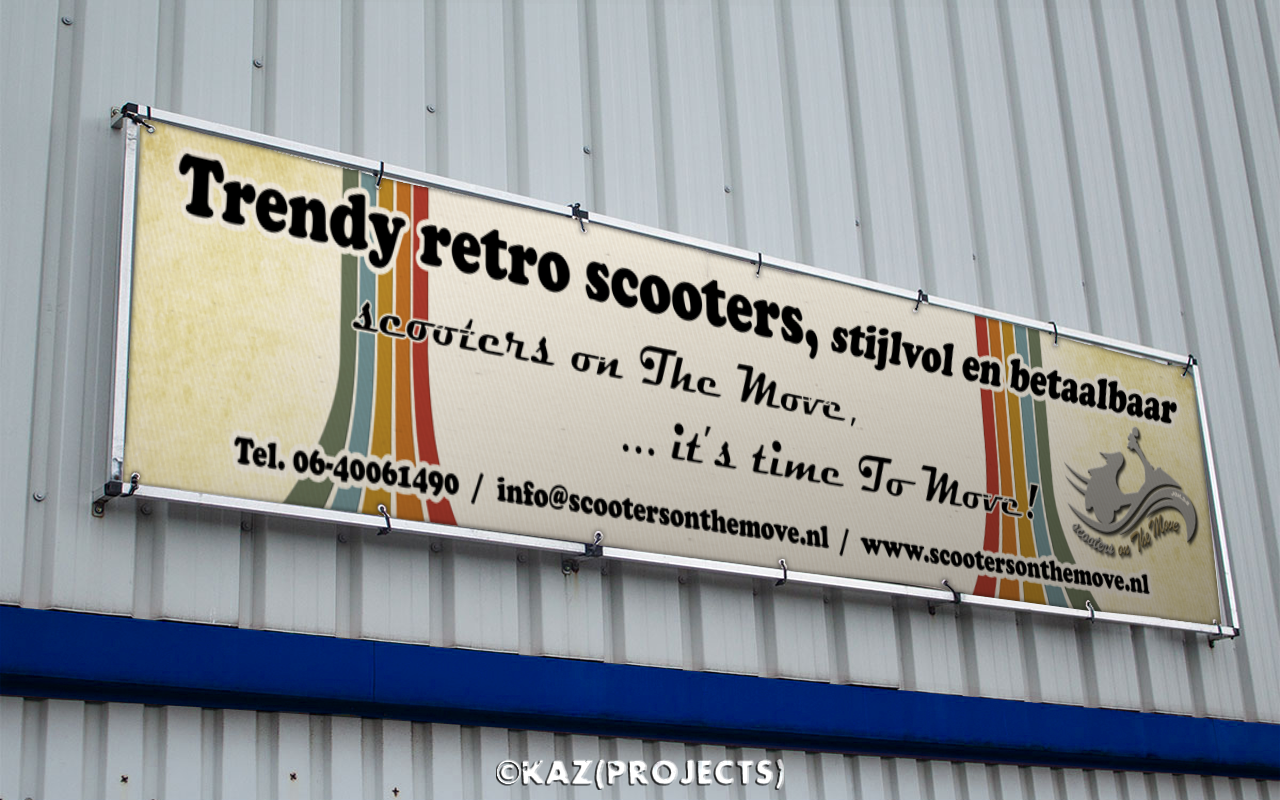 Trendy retro scooters, stijlvol en betaalbaar
scooters on The Move,
... it's time To Move!
Tel. 06-40061490 / info@scootersonthemove.nl / www.scootersonthemove.nl
scooters on The Move
©KAZ(PROJECTS)